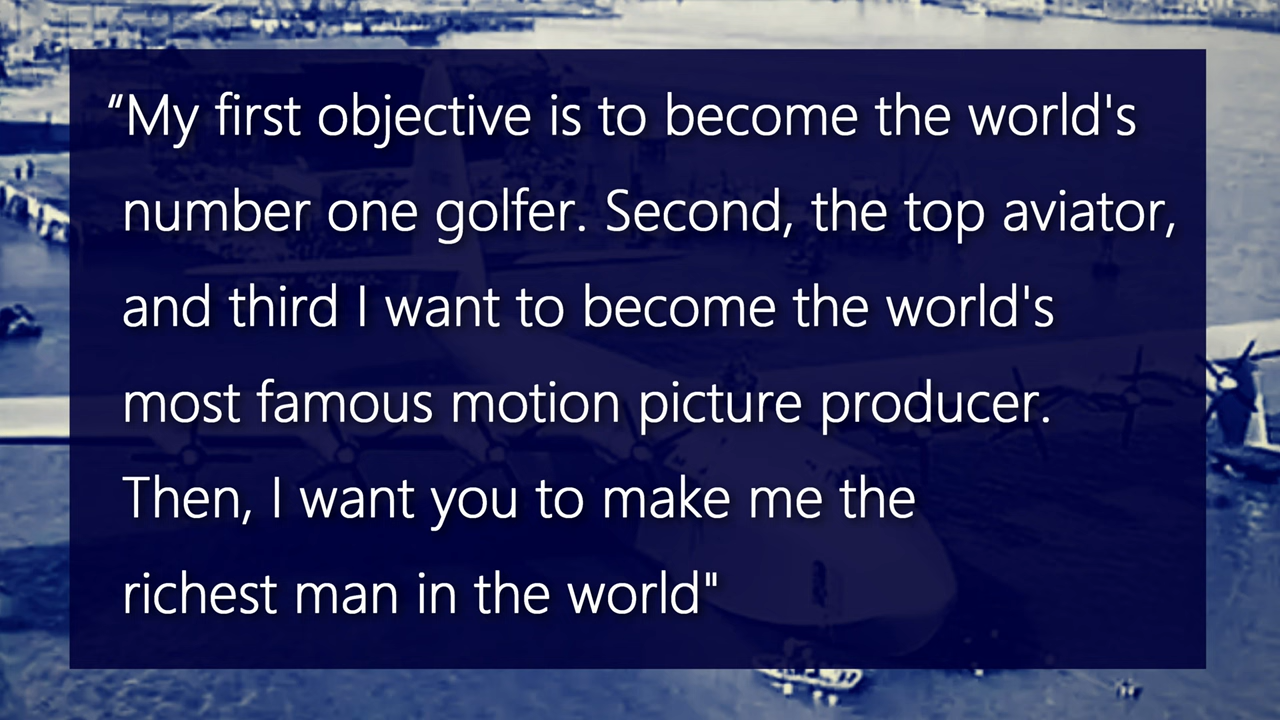 “My first objective is to become the world's
number one golfer. Second, the top aviator,
and third I want to become the world's
most famous motion picture producer.
Then, I want you to make me the
richest man in the world"